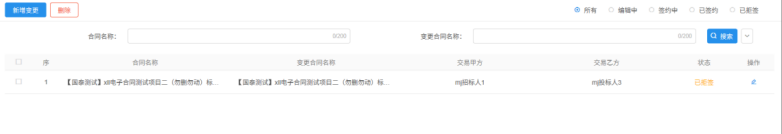 新增变更 删除 所有 编辑中 签约中 已签约 已拒签
合同名称: 0/200 变更合同名称: 0/200 搜索
序 合同名称 变更合同名称 交易甲方 交易乙方 状态 操作
1 【国泰测试】xl电子合同测试项目二（勿删勿动）标... 【国泰测试】xl电子合同测试项目二（勿删勿动）标... mj招标人1 mj投标人3 已拒签